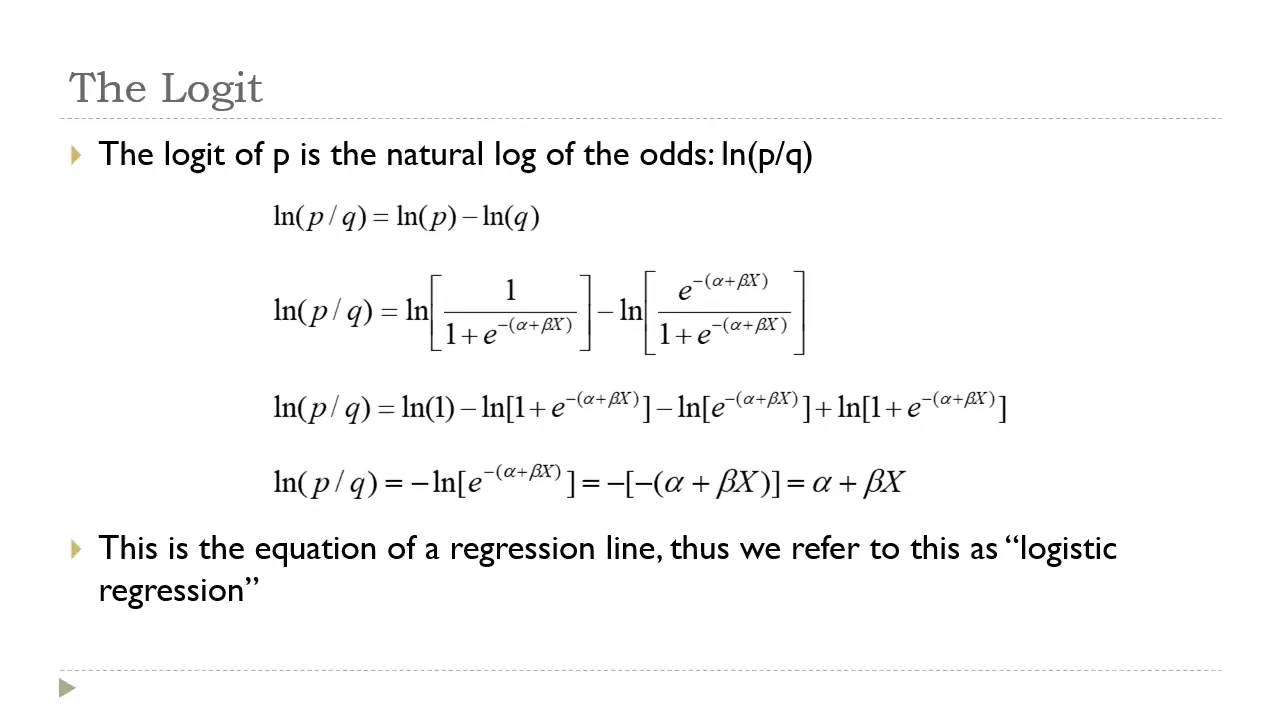 The Logit
The logit of p is the natural log of the odds: ln(p/q)
ln( p / q) = ln( p) − ln(q)
ln( p / q) = ln[ 1 / (1 + e^{−(α+βX)}) ] − ln[ e^{−(α+βX)} / (1 + e^{−(α+βX)}) ]
ln( p / q) = ln(1) − ln[1 + e^{−(α+βX)}] − ln[e^{−(α+βX)}] + ln[1 + e^{−(α+βX)}]
ln( p / q) = −ln[e^{−(α+βX)}] = −[−(α + βX)] = α + βX
This is the equation of a regression line, thus we refer to this as “logistic
regression”